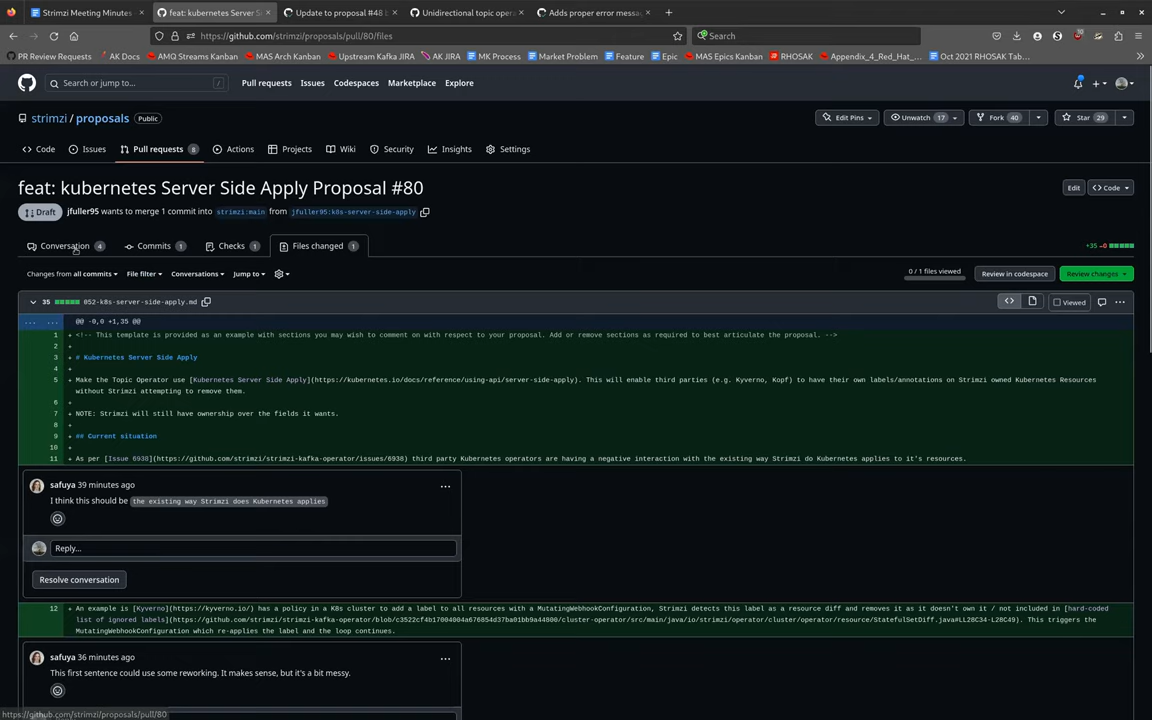 Strimzi Meeting Minutes
feat: kubernetes Server Si
Update to proposal #48 b
Unidirectional topic oper
Adds proper error messag
https://github.com/strimzi/proposals/pull/80/files
Search
PR Review Requests
AK Docs
AMQ Streams Kanban
MAS Arch Kanban
Upstream Kafka JIRA
AK JIRA
MK Process
Market Problem
Feature
Epic
MAS Epics Kanban
RHOSAK
Appendix_4_Red_Hat_...
Oct 2021 RHOSAK Tab...
Search or jump to...
/
Pull requests
Issues
Codespaces
Marketplace
Explore
strimzi / proposals
Public
Edit Pins
Unwatch 17
Fork 40
Star 29
Code
Issues
Pull requests 8
Actions
Projects
Wiki
Security
Insights
Settings
feat: kubernetes Server Side Apply Proposal #80
Edit
Code
Draft
jfuller95 wants to merge 1 commit into strimzi:main from jfuller95:k8s-server-side-apply
Conversation 4
Commits 1
Checks 1
Files changed 1
+35 −0
Changes from all commits
File filter
Conversations
Jump to
0 / 1 files viewed
Review in codespace
Review changes
35 052-k8s-server-side-apply.md
Viewed
... ... @@ -0,0 +1,35 @@
1 + <!-- This template is provided as an example with sections you may wish to comment on with respect to your proposal. Add or remove sections as required to best articulate the proposal. -->
2 +
3 + # Kubernetes Server Side Apply
4 +
5 + Make the Topic Operator use [Kubernetes Server Side Apply](https://kubernetes.io/docs/reference/using-api/server-side-apply). This will enable third parties (e.g. Kyverno, Kopf) to have their own labels/annotations on Strimzi owned Kubernetes Resources
without Strimzi attempting to remove them.
6 +
7 + NOTE: Strimzi will still have ownership over the fields it wants.
8 +
9 + ## Current situation
10 +
11 + As per [Issue 6938](https://github.com/strimzi/strimzi-kafka-operator/issues/6938) third party Kubernetes operators are having a negative interaction with the existing way Strimzi do Kubernetes applies to it's resources.
safuya 39 minutes ago
I think this should be the existing way Strimzi does Kubernetes applies
Reply...
Resolve conversation
12 + An example is [Kyverno](https://kyverno.io/) has a policy in a K8s cluster to add a label to all resources with a MutatingWebhookConfiguration, Strimzi detects this label as a resource diff and removes it as it doesn't own it / not included in [hard-coded
list of ignored labels](https://github.com/strimzi/strimzi-kafka-operator/blob/c3522cf4b17004004a676854d37ba01bb9a44800/cluster-operator/src/main/java/io/strimzi/operator/cluster/operator/resource/StatefulSetDiff.java#LL28C34-L28C49). This triggers the
MutatingWebhookConfiguration which re-applies the label and the loop continues.
safuya 36 minutes ago
This first sentence could use some reworking. It makes sense, but it's a bit messy.
https://github.com/strimzi/proposals/pull/80